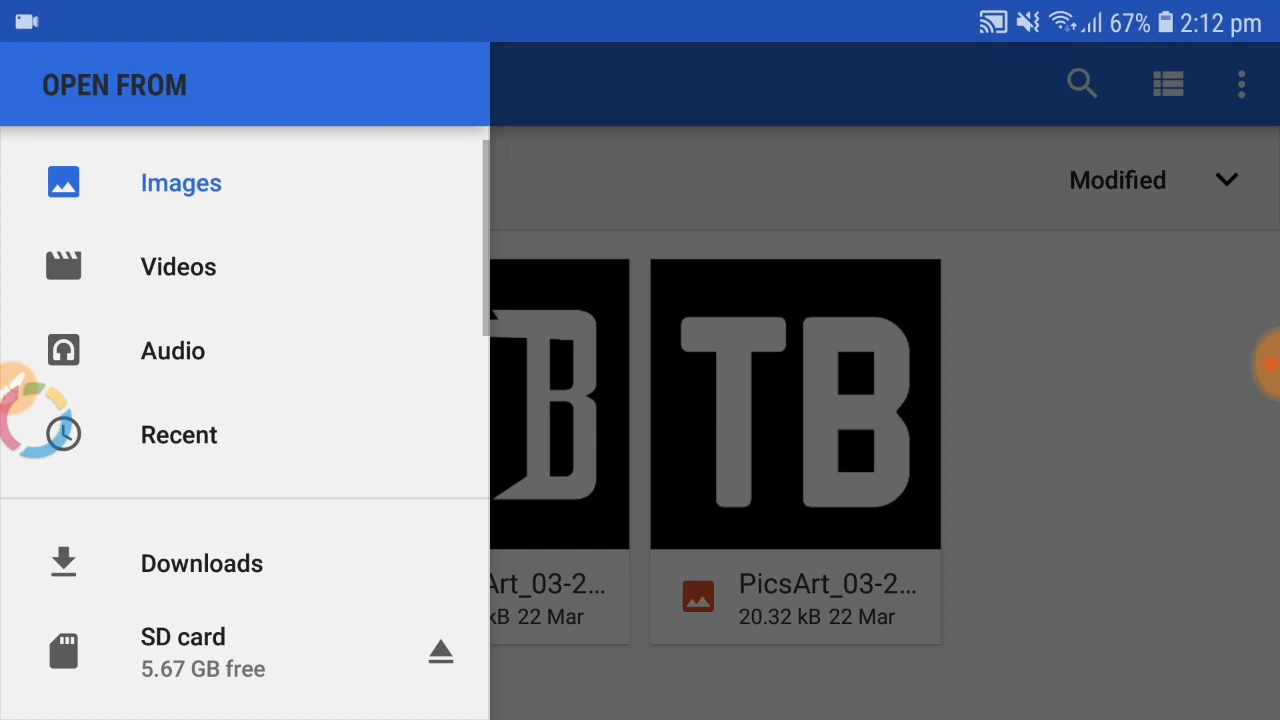 67% 2:12 pm
OPEN FROM
Images
Modified
Videos
Audio
Recent
B
TB
Downloads
Art_03-2...
kB 22 Mar
PicsArt_03-2...
20.32 kB 22 Mar
SD card
5.67 GB free